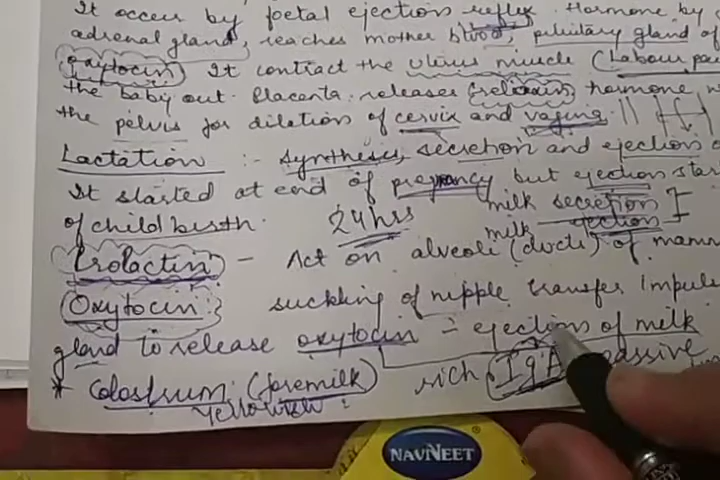 It occers by foetal ejection reflex. Hormone by
adrenal gland, reaches mother blood, pituitary gland of
oxytocin. It contract the uterus muscle (Labour pai
the baby out. Placenta releases (relaxin) hormone
the pelvis for dilation of cervix and vagina.
Lactation :- Synthesis, secretion and ejection o
It started at end of pregnancy but ejection star
of child birth. 24 hrs milk secretion
milk ejection
Prolactin - Act on alveoli (ducts) of mamm
Oxytocin suckling of nipple transfer impuls
gland to release oxytocin = ejection of milk
* Colostrum (foremilk) rich IgA passive
Yellowish
NAVNEET